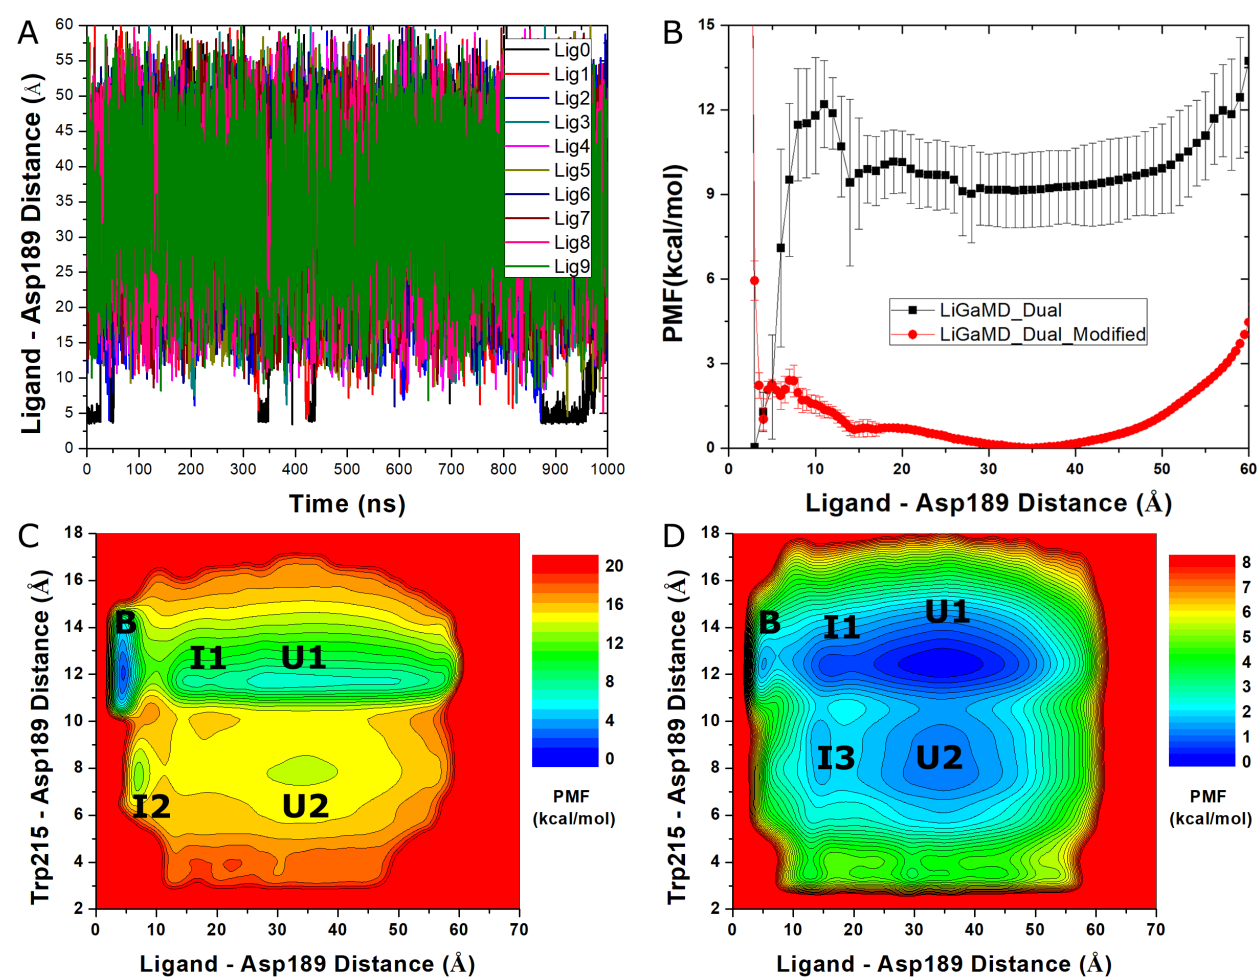 A
Ligand - Asp189 Distance (Å)
60
55
50
45
40
35
30
25
20
15
10
5
0
0 100 200 300 400 500 600 700 800 900 1000
Time (ns)
Lig0
Lig1
Lig2
Lig3
Lig4
Lig5
Lig6
Lig7
Lig8
Lig9
B
PMF(kcal/mol)
15
12
9
6
3
0
0 10 20 30 40 50 60
Ligand - Asp189 Distance (Å)
LiGaMD_Dual
LiGaMD_Dual_Modified
C
Trp215 - Asp189 Distance (Å)
18
16
14
12
10
8
6
4
2
0 10 20 30 40 50 60 70
Ligand - Asp189 Distance (Å)
B
I1
U1
I2
U2
20
16
12
8
4
0
PMF
(kcal/mol)
D
Trp215 - Asp189 Distance (Å)
18
16
14
12
10
8
6
4
2
0 10 20 30 40 50 60 70
Ligand - Asp189 Distance (Å)
B
I1
U1
I3
U2
8
7
6
5
4
3
2
1
0
PMF
(kcal/mol)